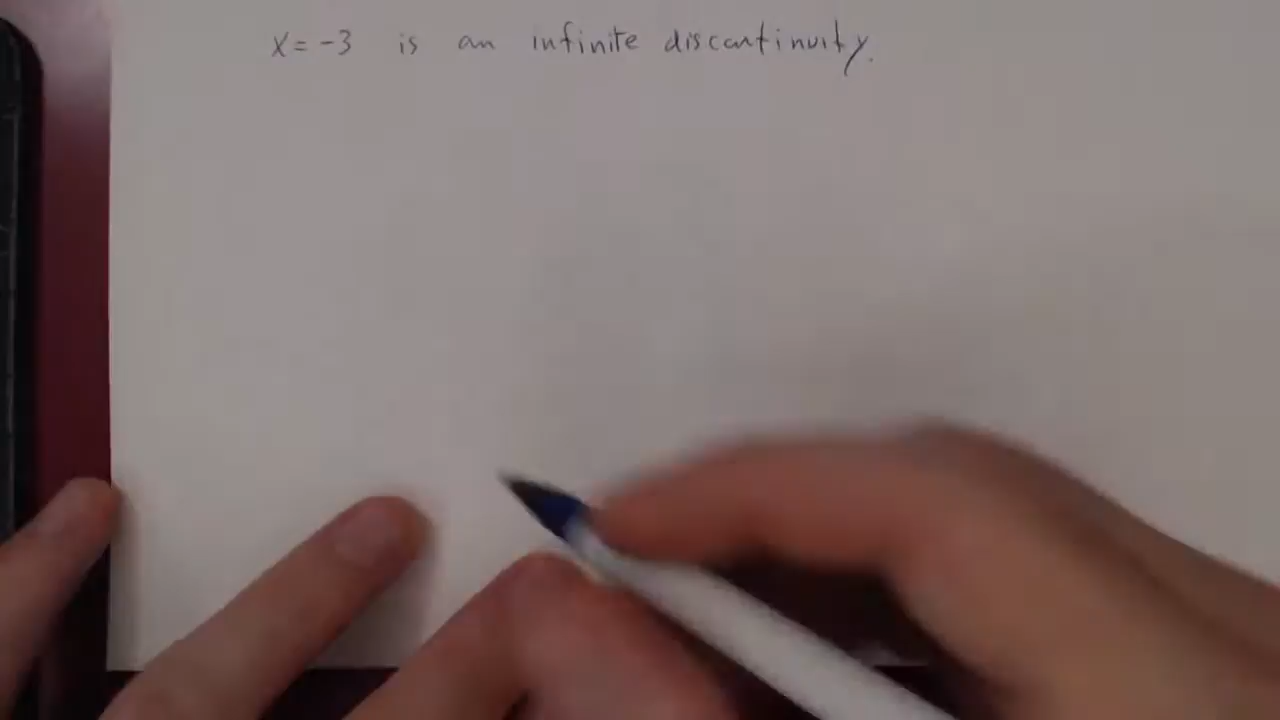 x = -3 is an infinite discontinuity.